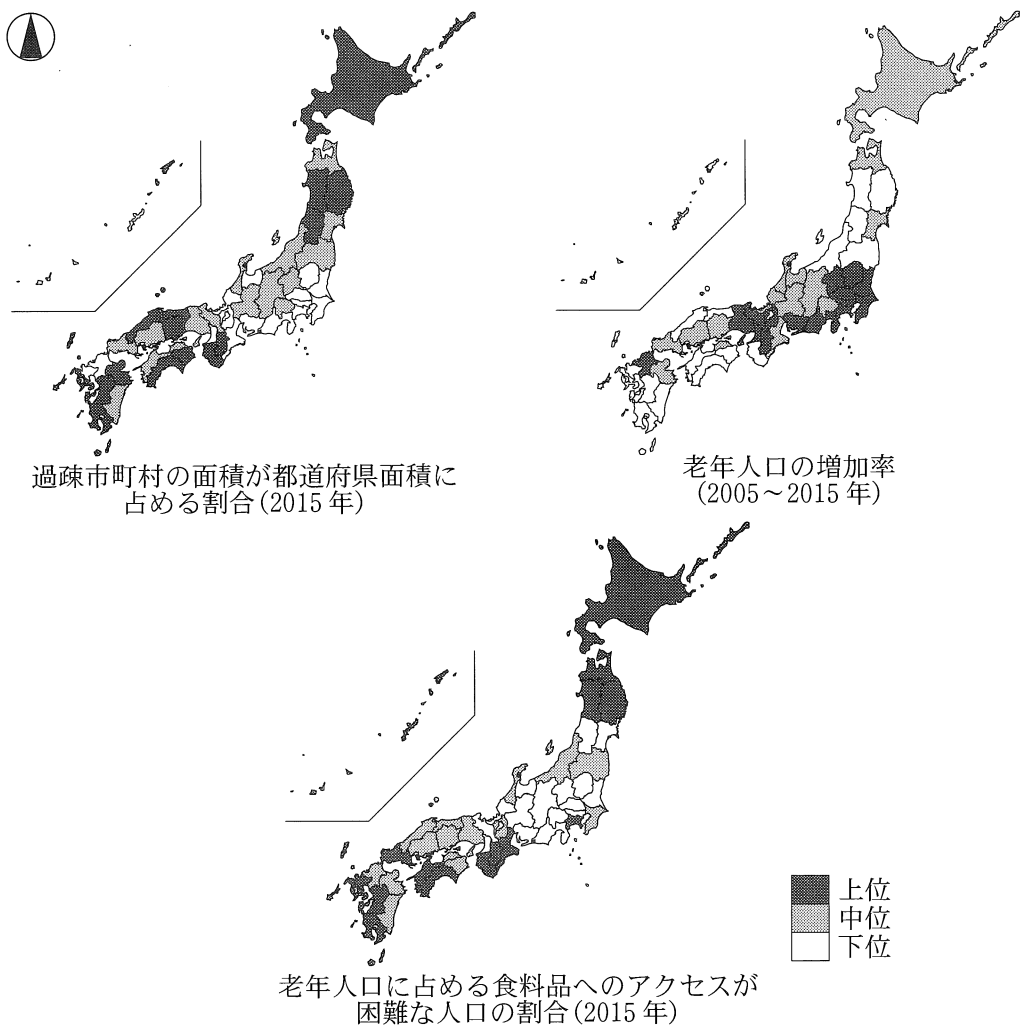 過疎市町村の面積が都道府県面積に
占める割合(2015年)
老年人口の増加率
(2005〜2015年)
上位
中位
下位
老年人口に占める食料品へのアクセスが
困難な人口の割合(2015年)